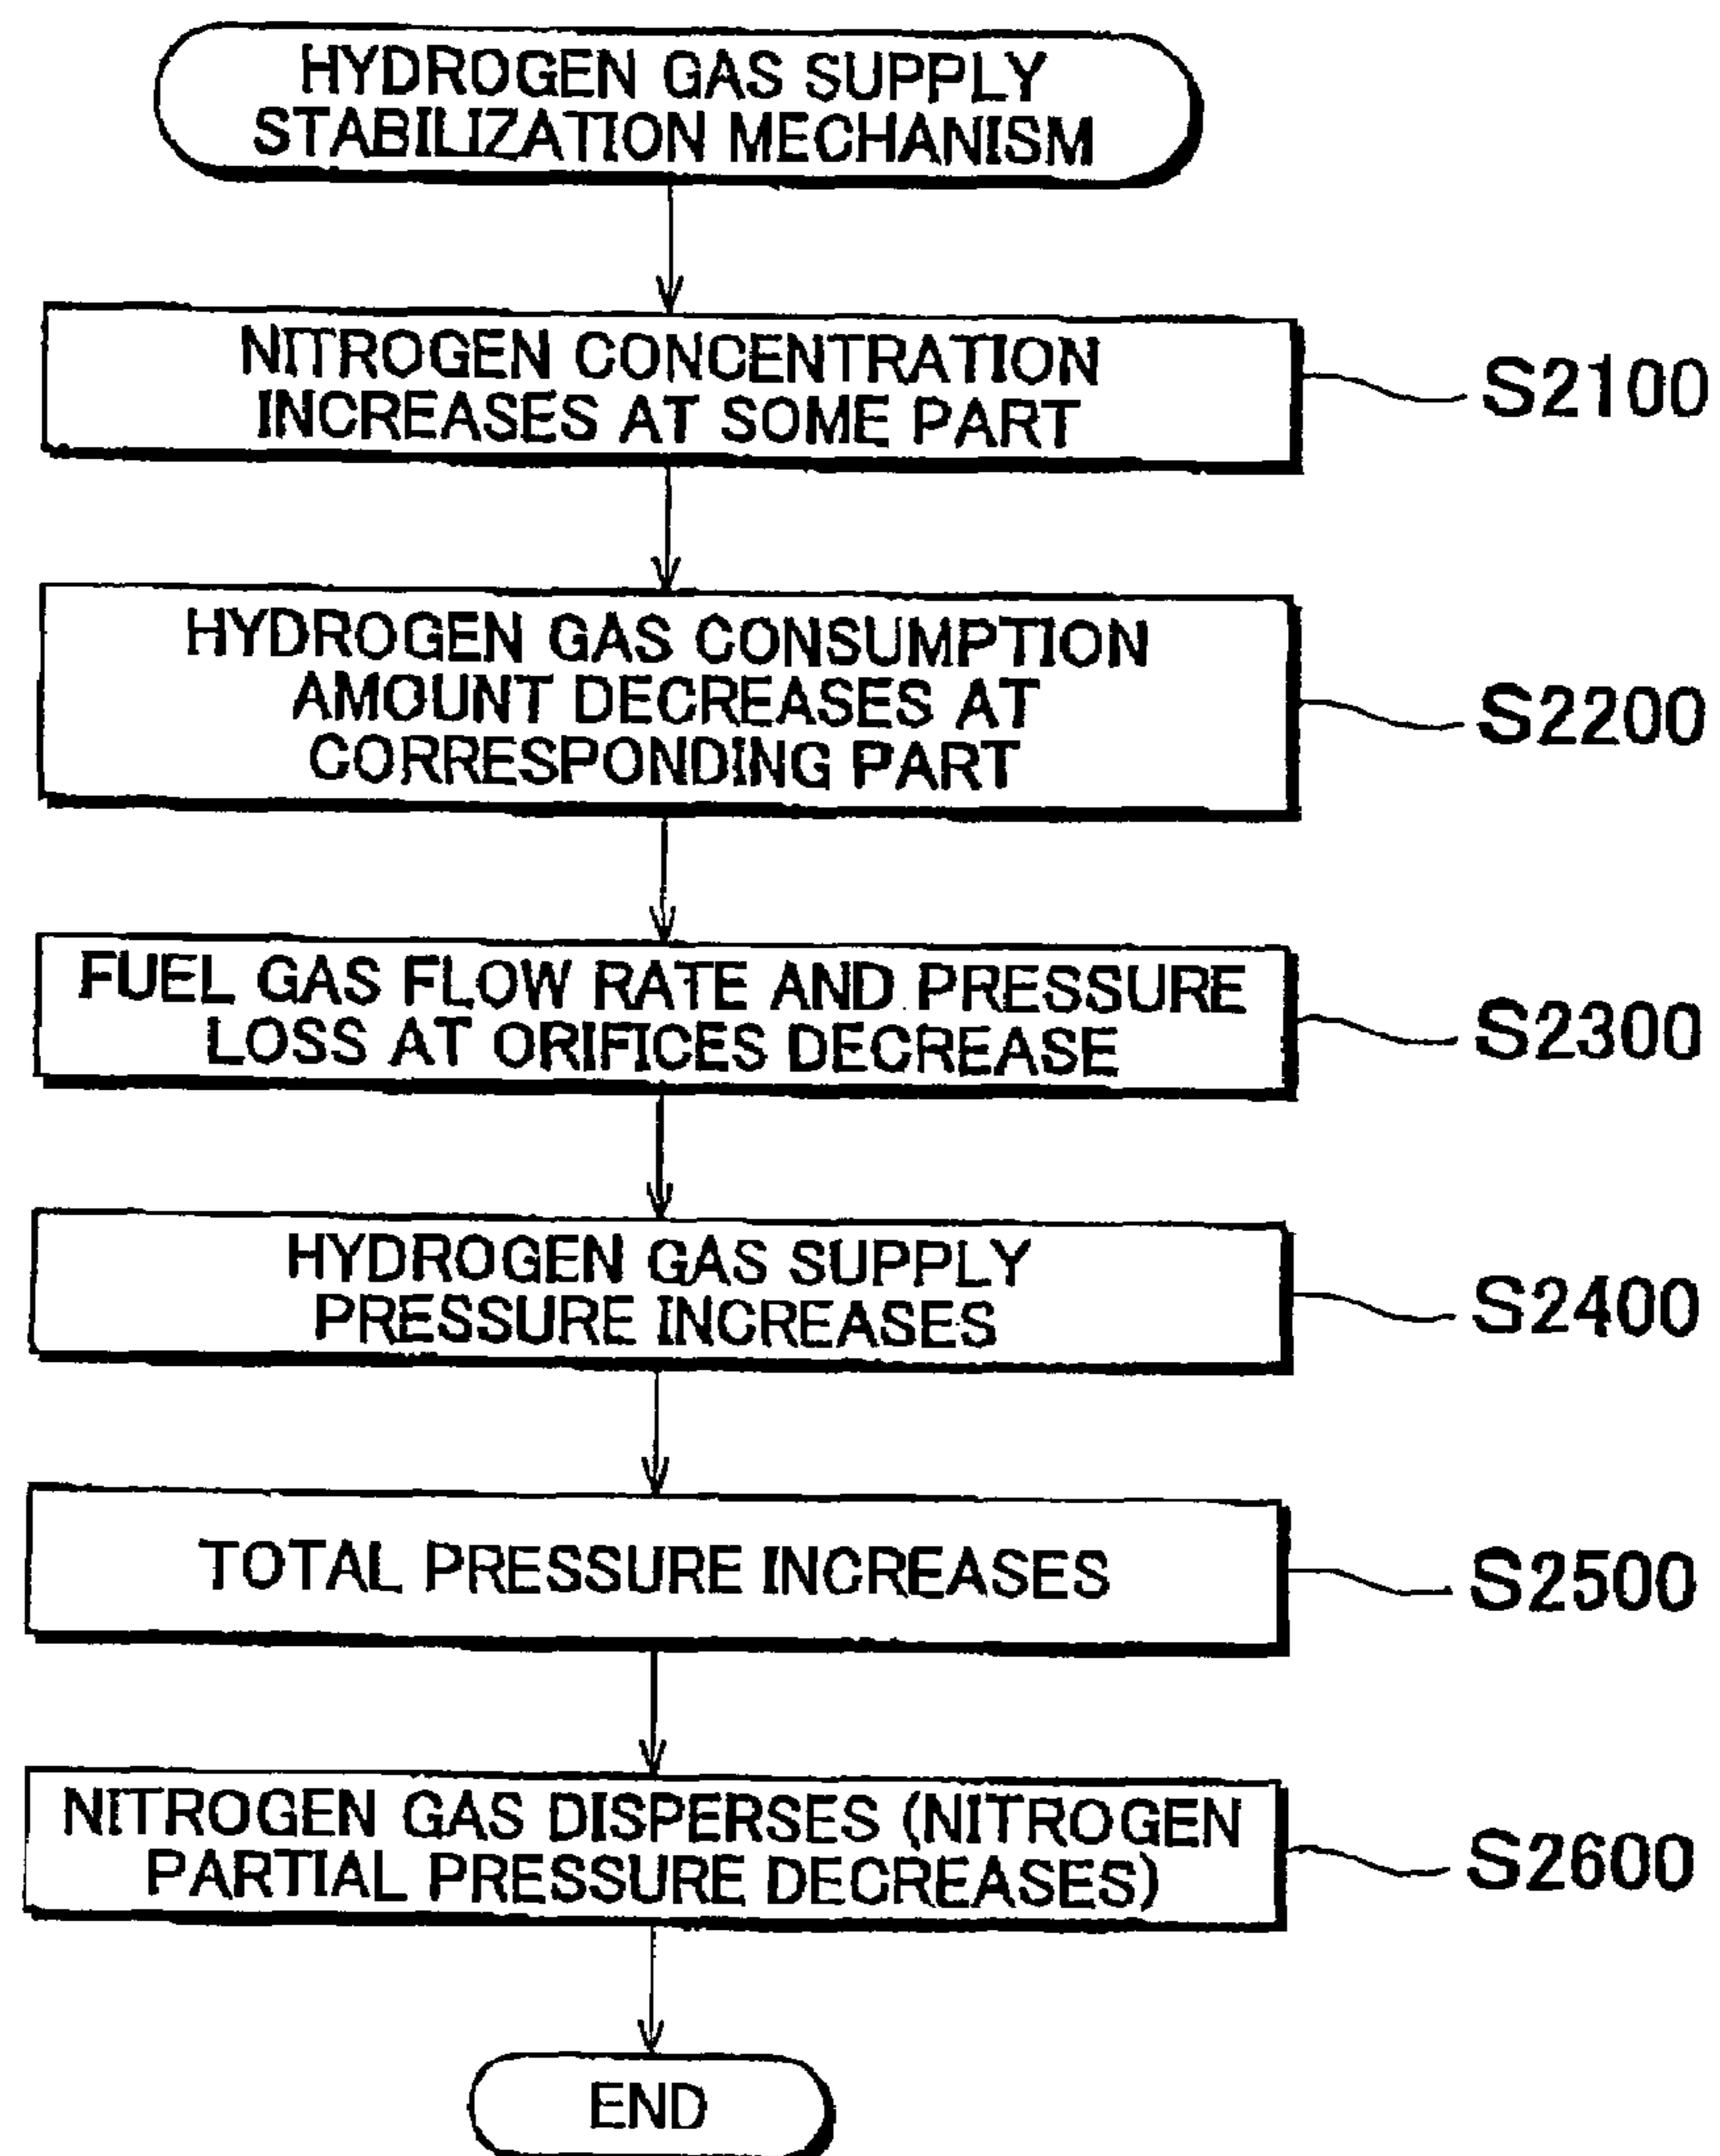 HYDROGEN GAS SUPPLY
STABILIZATION MECHANISM
NITROGEN CONCENTRATION
INCREASES AT SOME PART
S2100
HYDROGEN GAS CONSUMPTION
AMOUNT DECREASES AT
CORRESPONDING PART
S2200
FUEL GAS FLOW RATE AND PRESSURE
LOSS AT ORIFICES DECREASE
S2300
HYDROGEN GAS SUPPLY
PRESSURE INCREASES
S2400
TOTAL PRESSURE INCREASES
S2500
NITROGEN GAS DISPERSES (NITROGEN
PARTIAL PRESSURE DECREASES)
S2600
END